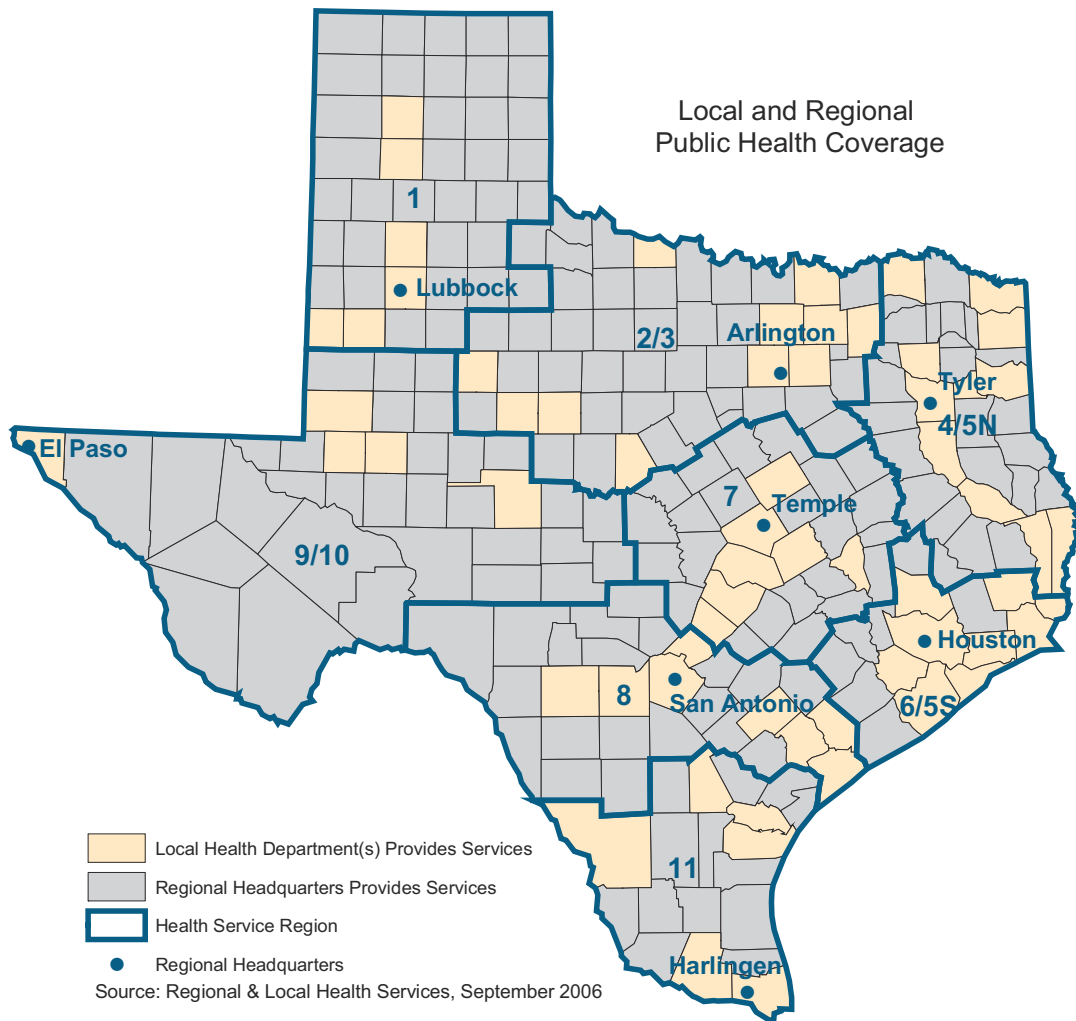 Local and Regional
Public Health Coverage
1
Lubbock
2/3
Arlington
Tyler
4/5N
El Paso
7
Temple
9/10
Houston
8
San Antonio
6/5S
11
Harlingen
Local Health Department(s) Provides Services
Regional Headquarters Provides Services
Health Service Region
Regional Headquarters
Source: Regional & Local Health Services, September 2006